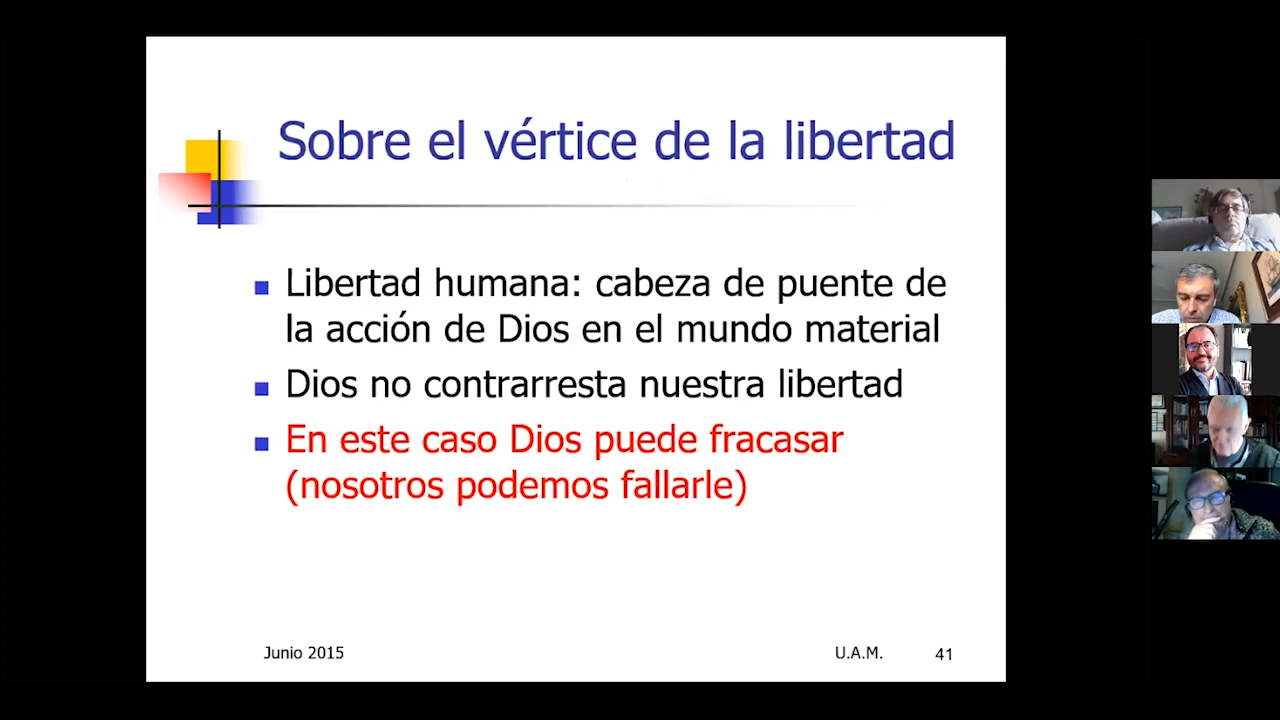 Sobre el vértice de la libertad
Libertad humana: cabeza de puente de
la acción de Dios en el mundo material
Dios no contrarresta nuestra libertad
En este caso Dios puede fracasar
(nosotros podemos fallarle)
Junio 2015
U.A.M.
41